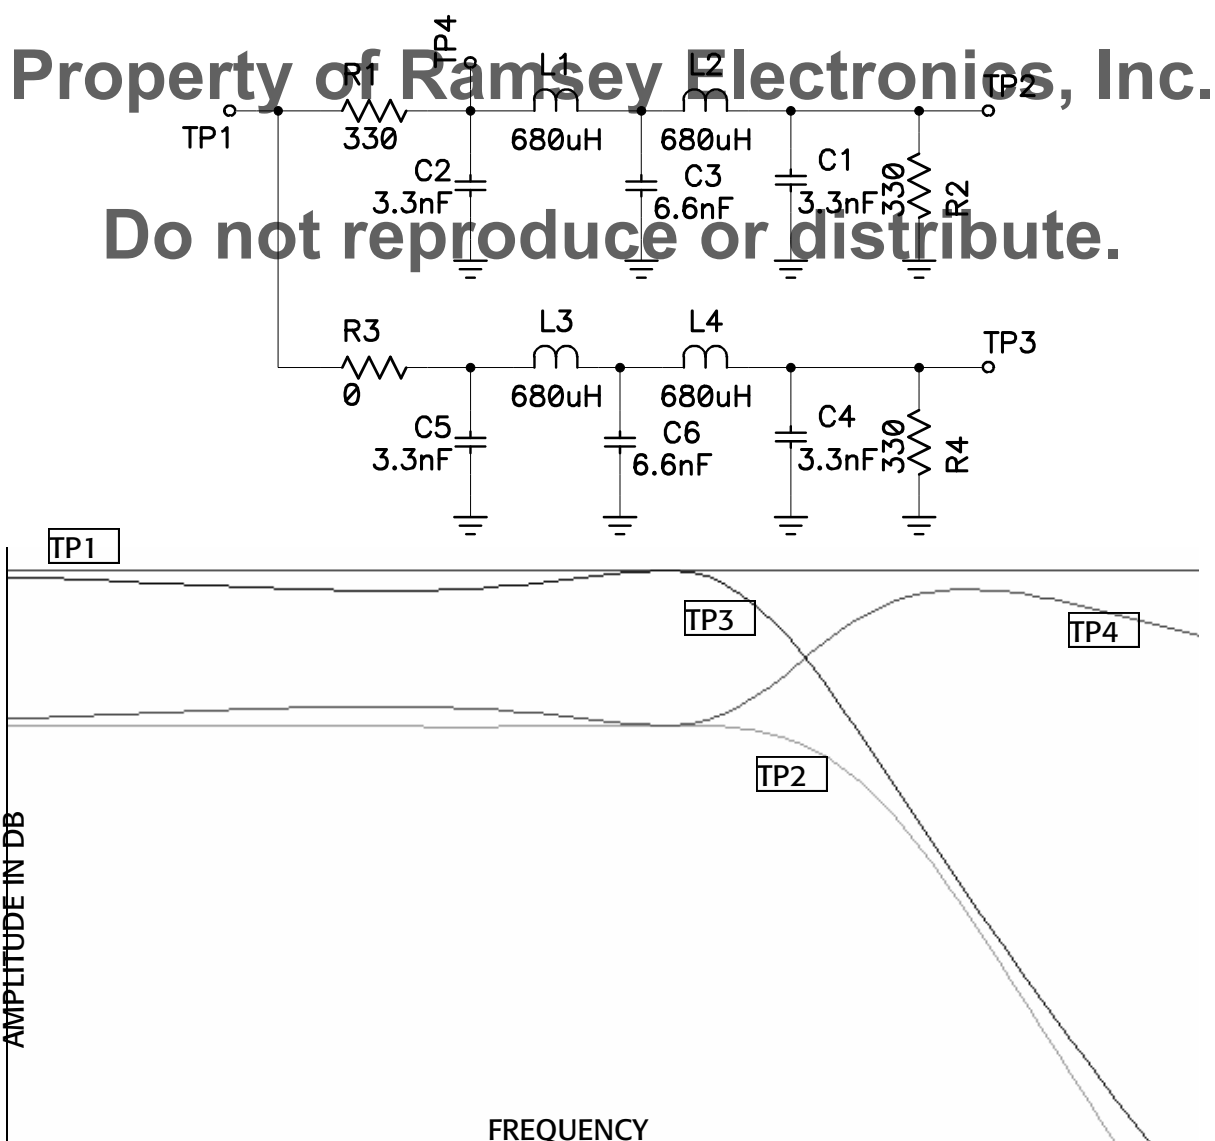 TP4
Property of Ramsey Electronics, Inc.
R1
L1
L2
TP2
TP1
330
680uH
680uH
C2
3.3nF
C3
6.6nF
C1
3.3nF
330
R2
Do not reproduce or distribute.
R3
0
L3
680uH
L4
680uH
TP3
C5
3.3nF
C6
6.6nF
C4
3.3nF
330
R4
TP1
TP3
TP4
TP2
AMPLITUDE IN DB
FREQUENCY